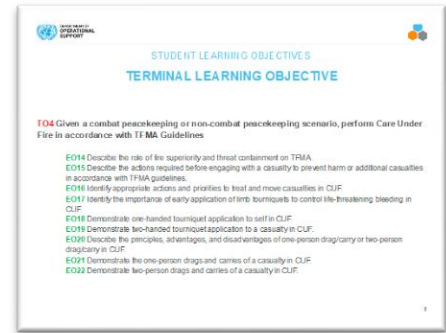 DEPARTMENT OF
OPERATIONAL
SUPPORT
STUDENT LEARNING OBJECTIVES
TERMINAL LEARNING OBJECTIVE
TO4 Given a combat peacekeeping or non-combat peacekeeping scenario, perform Care Under
Fire in accordance with TFMA Guidelines
EO14 Describe the role of fire superiority and threat containment on TFMA.
EO15 Describe the actions required before engaging with a casualty to prevent harm or additional casualties
in accordance with TFMA guidelines.
EO16 Identify appropriate actions and priorities to treat and move casualties in CUF.
EO17 Identify the importance of early application of limb tourniquets to control life-threatening bleeding in
CUF.
EO18 Demonstrate one-handed tourniquet application to self in CUF.
EO19 Demonstrate two-handed tourniquet application to a casualty in CUF.
EO20 Describe the principles, advantages, and disadvantages of one-person drag/carry or two-person
drag/carry in CUF.
EO21 Demonstrate the one-person drags and carries of a casualty in CUF.
EO22 Demonstrate two-person drags and carries of a casualty in CUF.